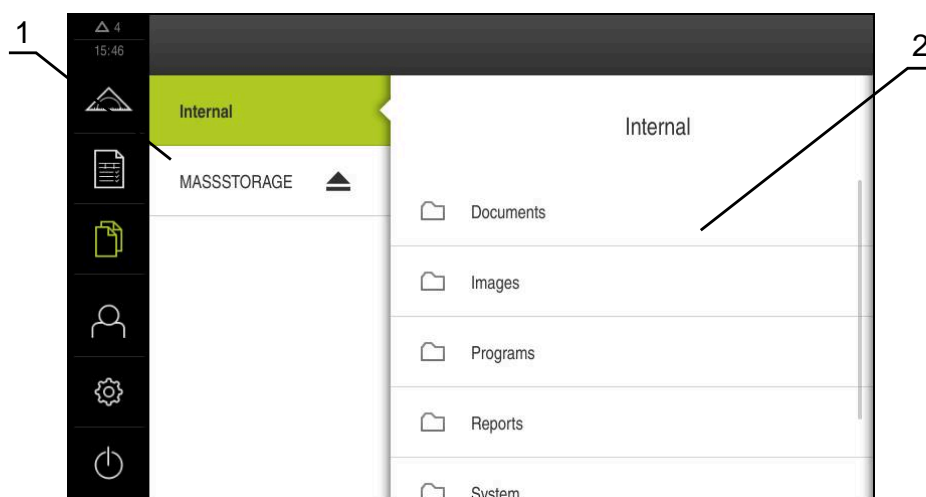 1
4
15:46
2
Internal
MASSSTORAGE
Internal
Documents
Images
Programs
Reports
System